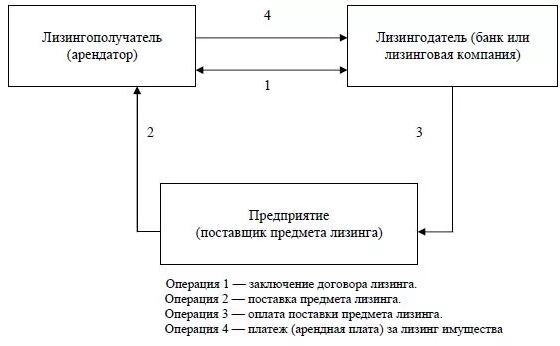 4
Лизингополучатель
(арендатор)
Лизингодатель (банк или
лизинговая компания)
1
2
3
Предприятие
(поставщик предмета лизинга)
Операция 1 — заключение договора лизинга.
Операция 2 — поставка предмета лизинга.
Операция 3 — оплата поставки предмета лизинга.
Операция 4 — платеж (арендная плата) за лизинг имущества